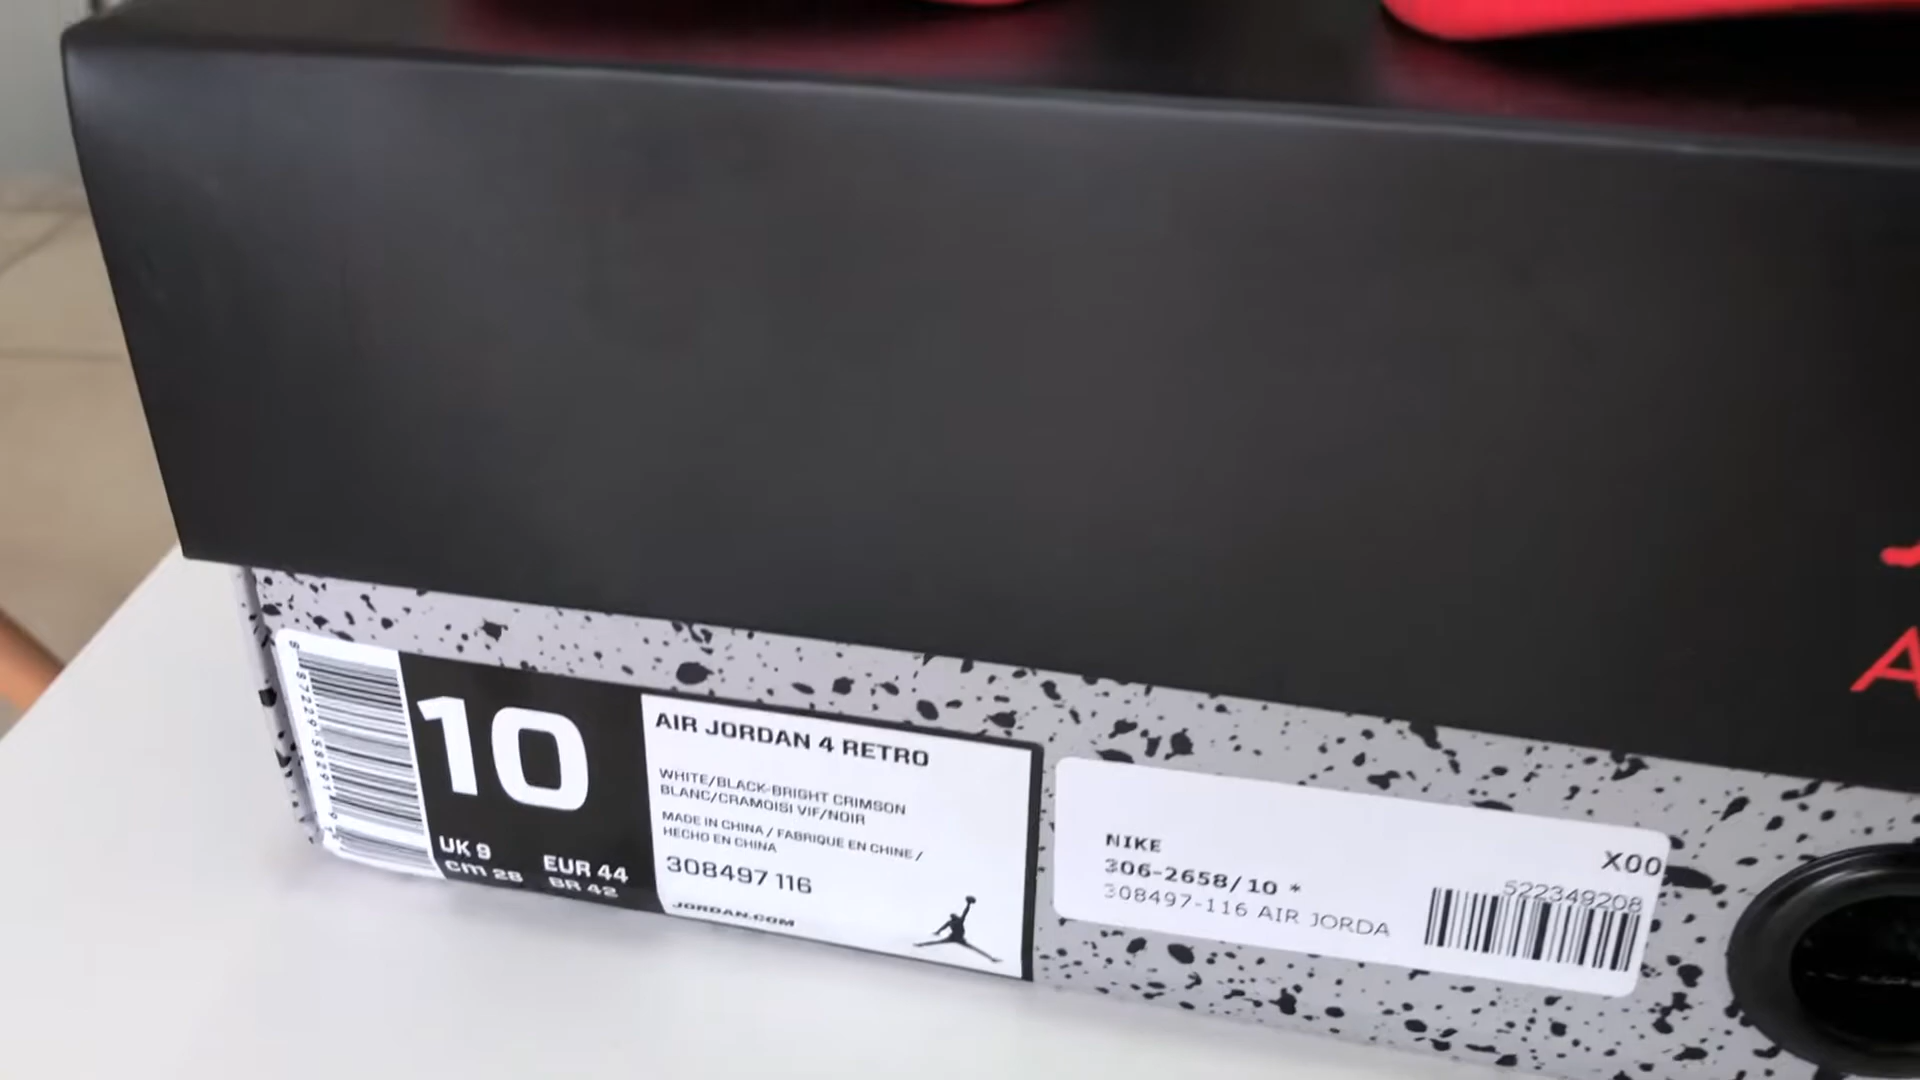 10
UK 9
CM 28
EUR 44
BR 42
AIR JORDAN 4 RETRO
WHITE/BLACK-BRIGHT CRIMSON
BLANC/CRAMOISI VIF/NOIR
MADE IN CHINA / FABRIQUE EN CHINE /
HECHO EN CHINA
308497 116
JORDAN.COM
NIKE
306-2658/10 *
308497-116 AIR JORDA
X00
522349208
A